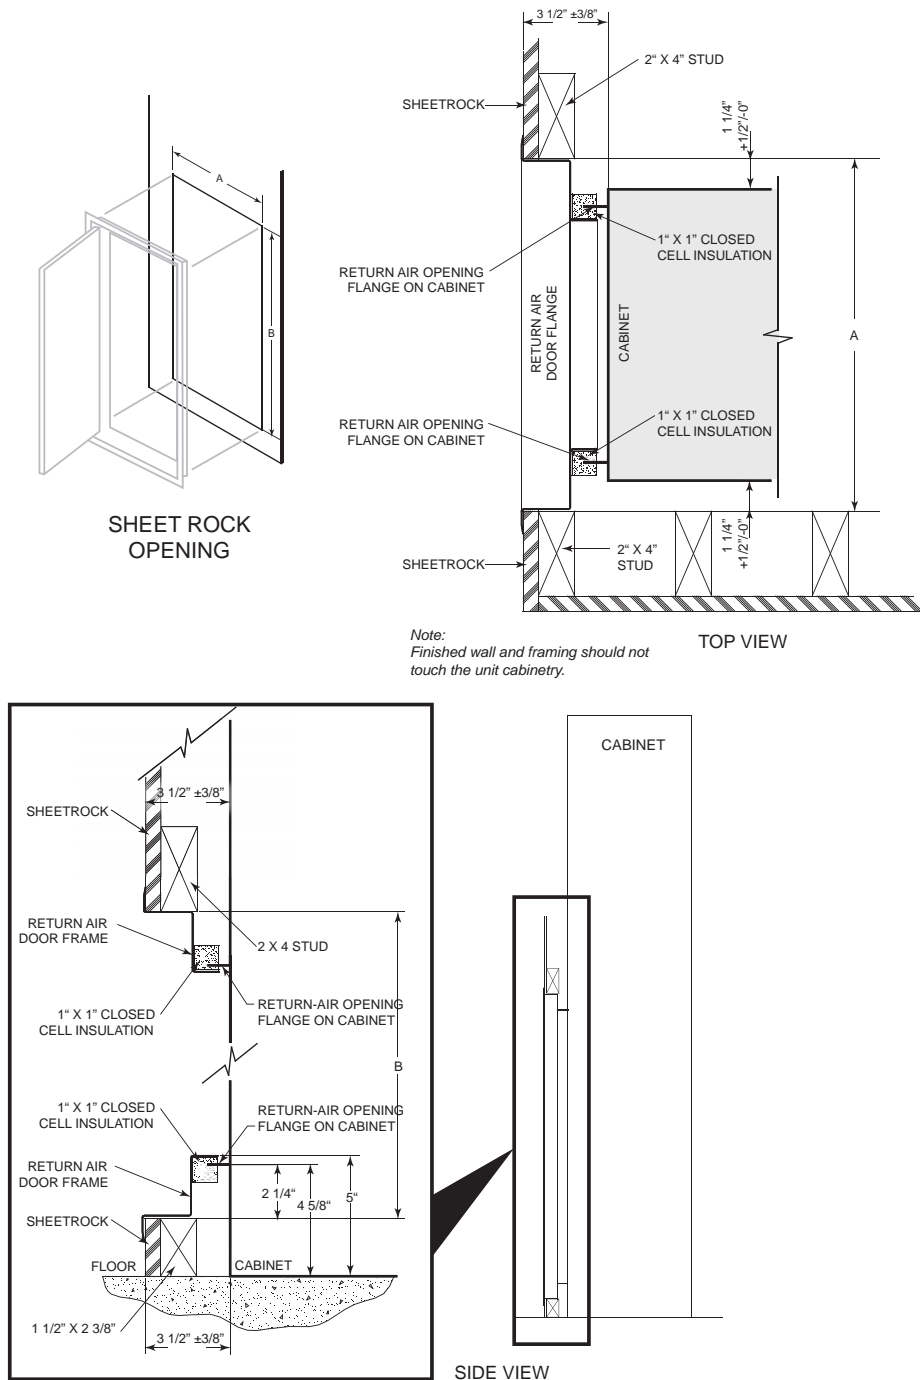 3 1/2” ±3/8”
2“ X 4” STUD
SHEETROCK
1 1/4”
+1/2”/-0”
A
B
1“ X 1” CLOSED
CELL INSULATION
RETURN AIR OPENING
FLANGE ON CABINET
RETURN AIR
DOOR FLANGE
CABINET
A
RETURN AIR OPENING
FLANGE ON CABINET
1“ X 1” CLOSED
CELL INSULATION
SHEET ROCK
OPENING
SHEETROCK
2“ X 4”
STUD
1 1/4”
+1/2”/-0”
TOP VIEW
Note:
Finished wall and framing should not
touch the unit cabinetry.
3 1/2” ±3/8”
SHEETROCK
RETURN AIR
DOOR FRAME
2 X 4 STUD
1“ X 1” CLOSED
CELL INSULATION
RETURN-AIR OPENING
FLANGE ON CABINET
B
1“ X 1” CLOSED
CELL INSULATION
RETURN-AIR OPENING
FLANGE ON CABINET
RETURN AIR
DOOR FRAME
2 1/4“
4 5/8“
5“
SHEETROCK
FLOOR
CABINET
1 1/2” X 2 3/8”
3 1/2” ±3/8”
CABINET
SIDE VIEW